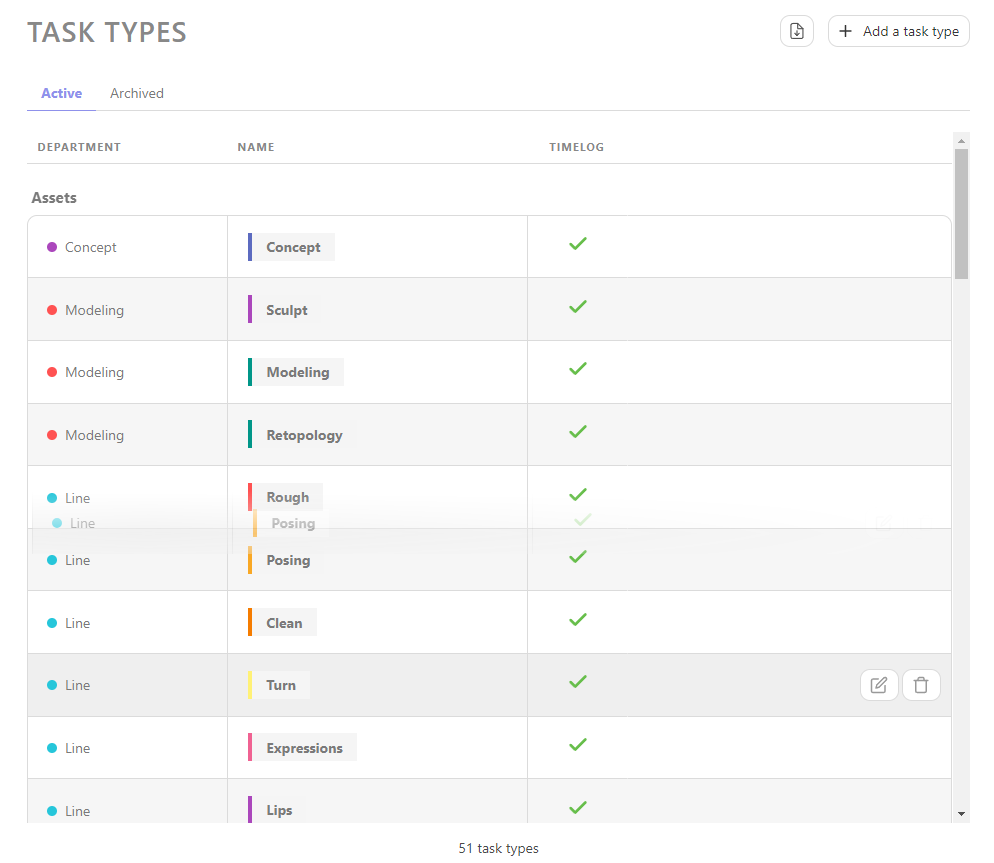 TASK TYPES
Add a task type
Active Archived
DEPARTMENT NAME TIMELOG
Assets
Concept Concept
Modeling Sculpt
Modeling Modeling
Modeling Retopology
Line Rough
Line Posing
Line Posing
Line Clean
Line Turn
Line Expressions
Line Lips
51 task types